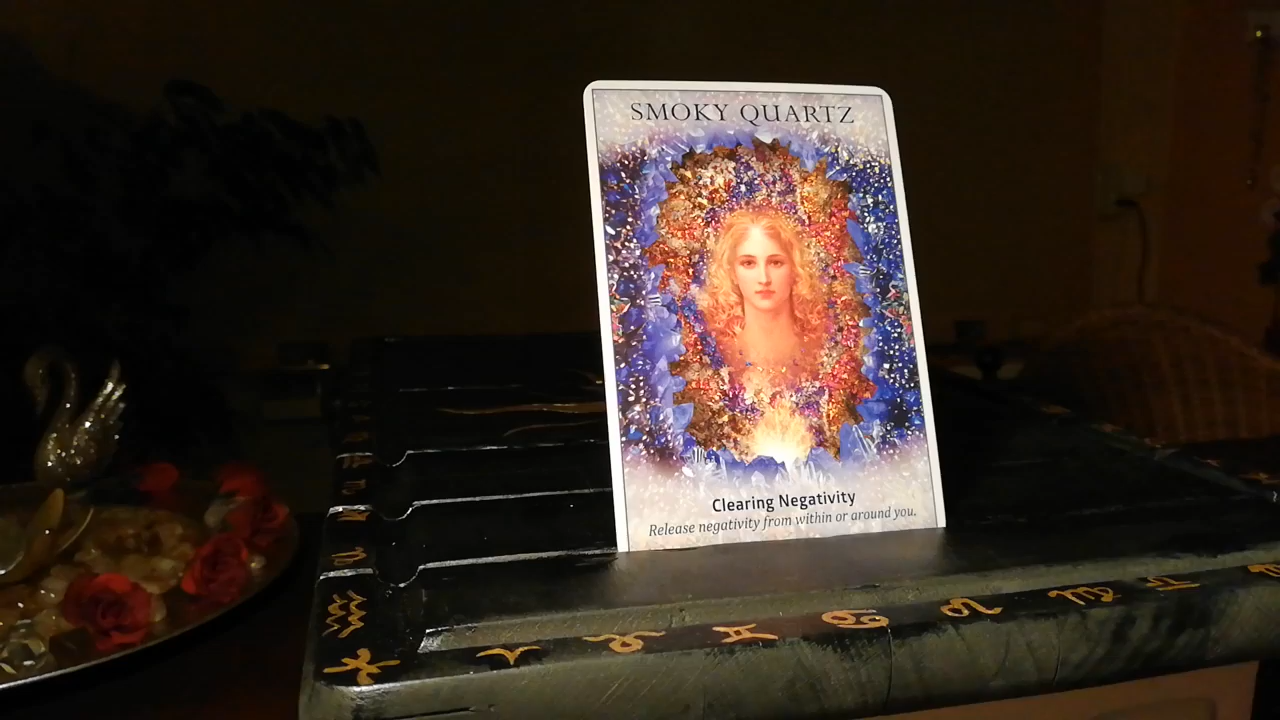 SMOKY QUARTZ
Clearing Negativity
Release negativity from within or around you.